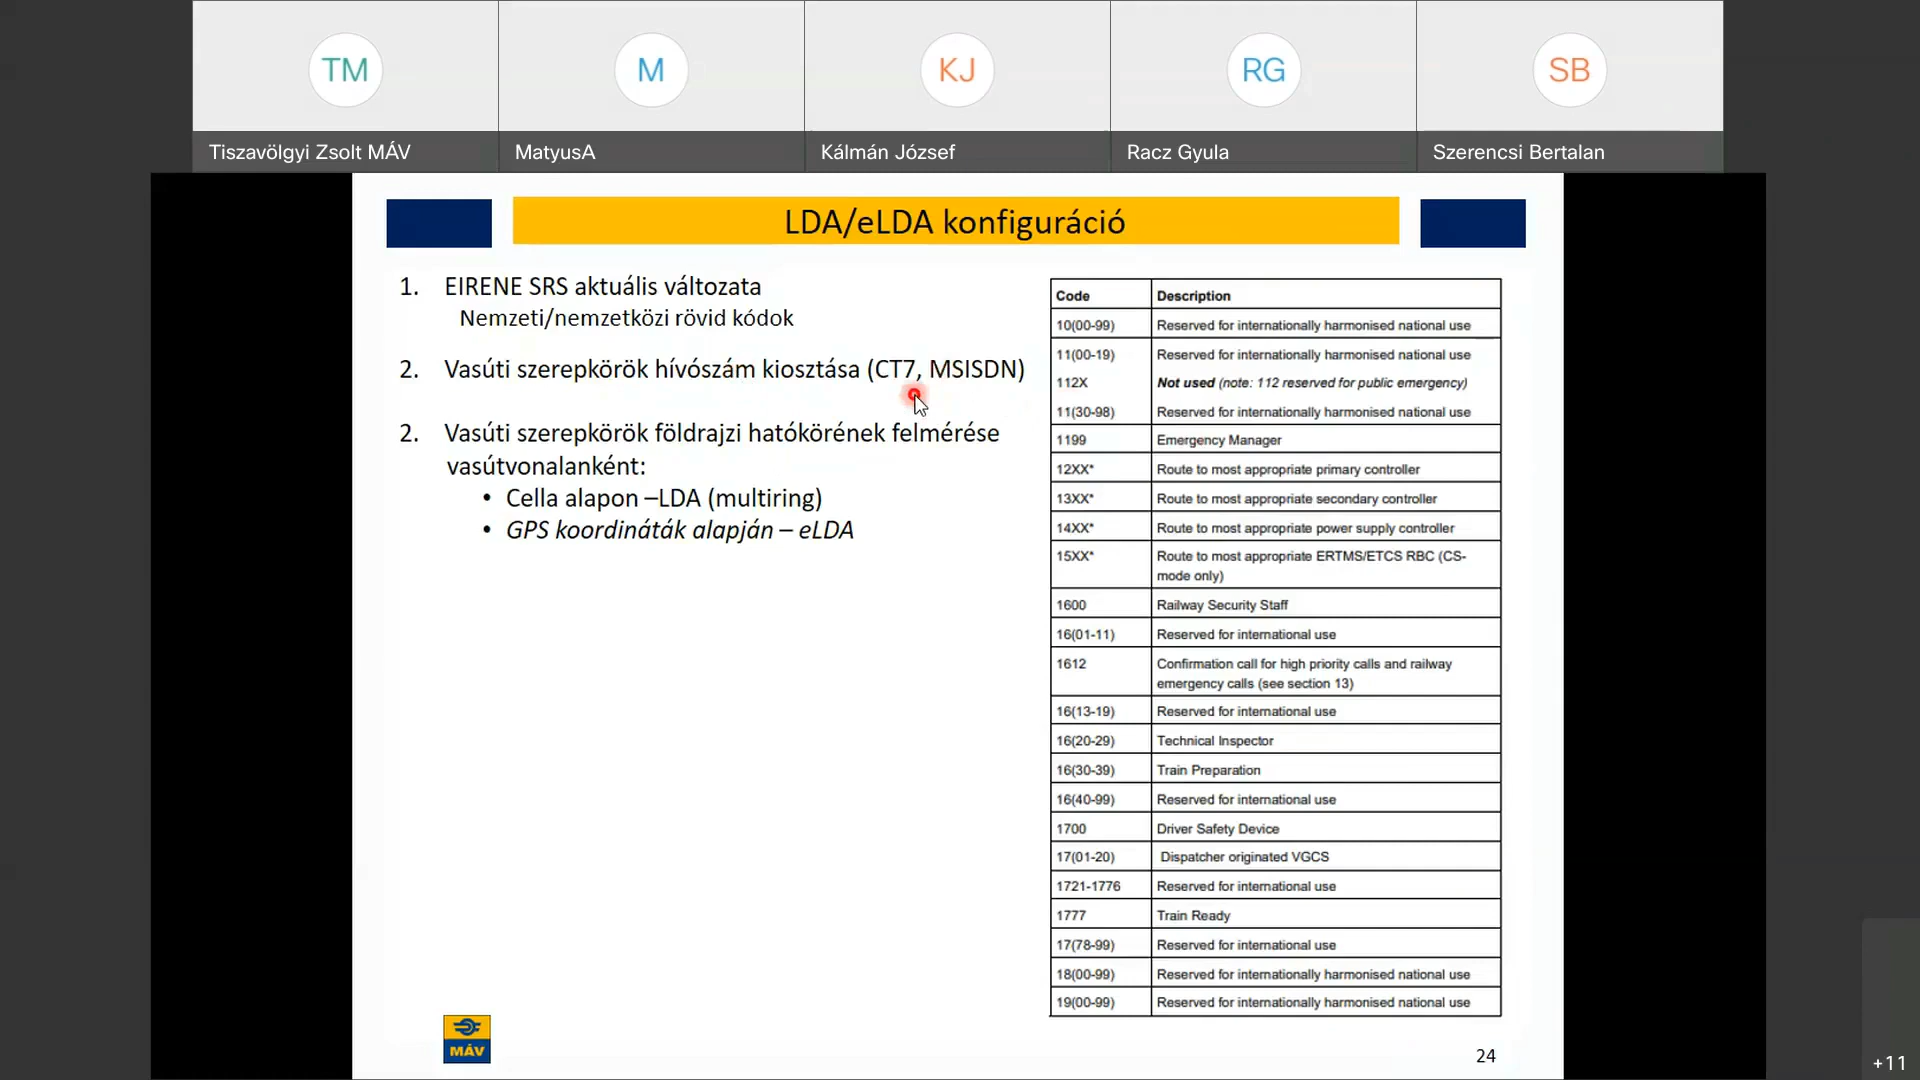 TM
M
KJ
RG
SB
Tiszavölgyi Zsolt MÁV
MatyusA
Kálmán József
Racz Gyula
Szerencsi Bertalan
LDA/eLDA konfiguráció
1. EIRENE SRS aktuális változata
Nemzeti/nemzetközi rövid kódok
2. Vasúti szerepkörök hívószám kiosztása (CT7, MSISDN)
2. Vasúti szerepkörök földrajzi hatókörének felmérése
vasútvonalanként:
• Cella alapon –LDA (multiring)
• GPS koordináták alapján – eLDA
Code Description
10(00-99) Reserved for internationally harmonised national use
11(00-19) Reserved for internationally harmonised national use
112X Not used (note: 112 reserved for public emergency)
11(30-98) Reserved for internationally harmonised national use
1199 Emergency Manager
12XX* Route to most appropriate primary controller
13XX* Route to most appropriate secondary controller
14XX* Route to most appropriate power supply controller
15XX* Route to most appropriate ERTMS/ETCS RBC (CS-
mode only)
1600 Railway Security Staff
16(01-11) Reserved for international use
1612 Confirmation call for high priority calls and railway
emergency calls (see section 13)
16(13-19) Reserved for international use
16(20-29) Technical Inspector
16(30-39) Train Preparation
16(40-99) Reserved for international use
1700 Driver Safety Device
17(01-20) Dispatcher originated VGCS
1721-1776 Reserved for international use
1777 Train Ready
17(78-99) Reserved for international use
18(00-99) Reserved for internationally harmonised national use
19(00-99) Reserved for internationally harmonised national use
MÁV
24
+11